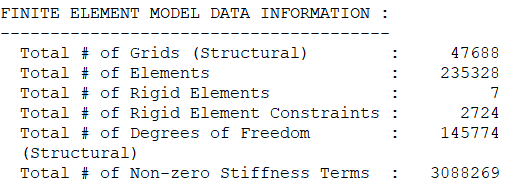 FINITE ELEMENT MODEL DATA INFORMATION :
---------------------------------------
Total # of Grids (Structural) : 47688
Total # of Elements : 235328
Total # of Rigid Elements : 7
Total # of Rigid Element Constraints : 2724
Total # of Degrees of Freedom : 145774
(Structural)
Total # of Non-zero Stiffness Terms : 3088269